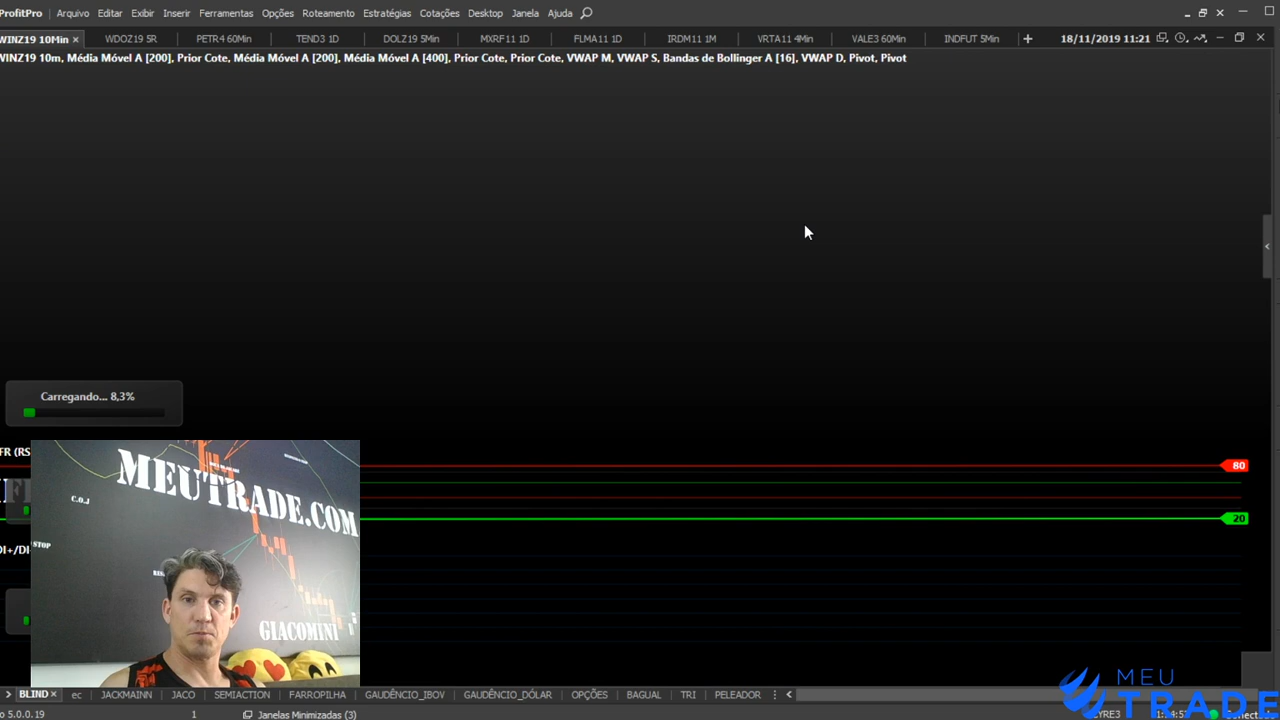 ProfitPro Arquivo Editar Exibir Inserir Ferramentas Opções Roteamento Estratégias Cotações Desktop Janela Ajuda
WINZ19 10Min WDOZ19 5R PETR4 60Min TEND3 1D DOLZ19 5Min MXRF11 1D FLMA11 1D IRDM11 1M VRTA11 4Min VALE3 60Min INDFUT 5Min + 18/11/2019 11:21
WINZ19 10m, Média Móvel A [200], Prior Cote, Média Móvel A [200], Média Móvel A [400], Prior Cote, Prior Cote, VWAP M, VWAP S, Bandas de Bollinger A [16], VWAP D, Pivot, Pivot
Carregando... 8,3%
80
20
MEUTRADE.COM
C.O.J
STOP
GIACOMINI
BLIND ec JACKMAINN JACO SEMIACTION FARROPILHA GAUDÊNCIO_IBOV GAUDÊNCIO_DÓLAR OPÇÕES BAGUAL TRI PELEADOR
5.0.0.19 1 Janelas Minimizadas (3)
MEU
TRADE